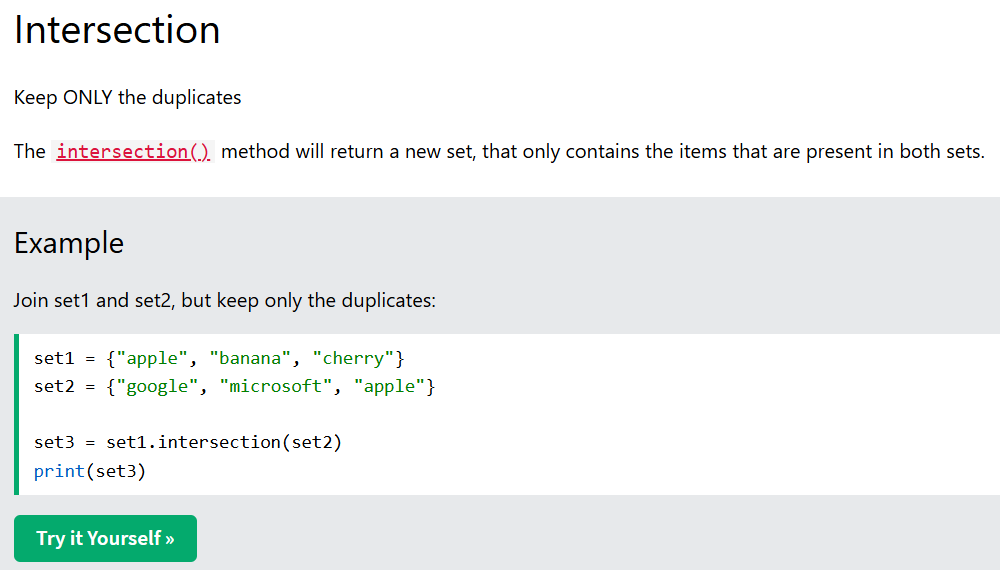 Intersection
Keep ONLY the duplicates
The intersection() method will return a new set, that only contains the items that are present in both sets.
Example
Join set1 and set2, but keep only the duplicates:
set1 = {"apple", "banana", "cherry"}
set2 = {"google", "microsoft", "apple"}
set3 = set1.intersection(set2)
print(set3)
Try it Yourself »